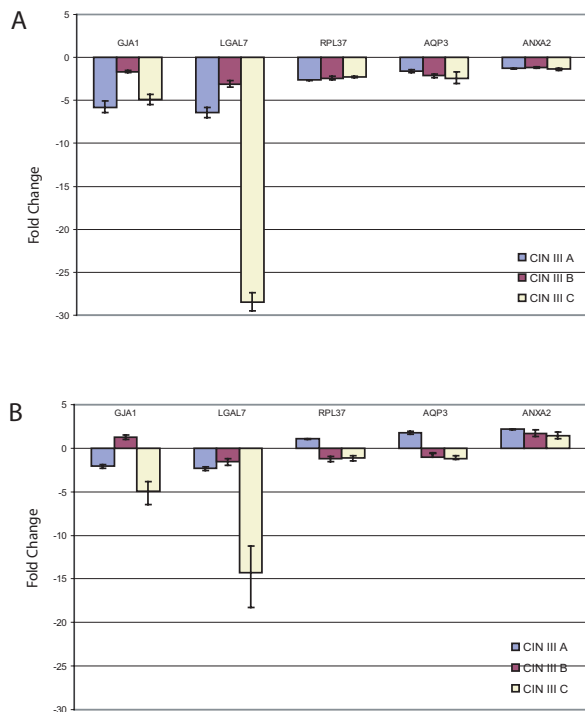 A
5
GJA1 LGAL7 RPL37 AQP3 ANXA2
0
-5
-10
-15
-20
-25
-30
Fold Change
CIN III A
CIN III B
CIN III C
B
5
GJA1 LGAL7 RPL37 AQP3 ANXA2
0
-5
-10
-15
-20
-25
-30
Fold Change
CIN III A
CIN III B
CIN III C